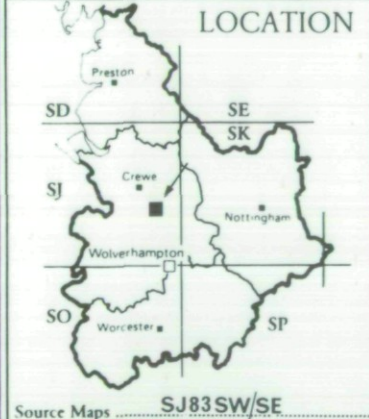 LOCATION
Preston
SD
SE
SK
SJ
Crewe
Nottingham
Wolverhampton
SO
SP
Worcester
Source Maps SJ83SW/SE